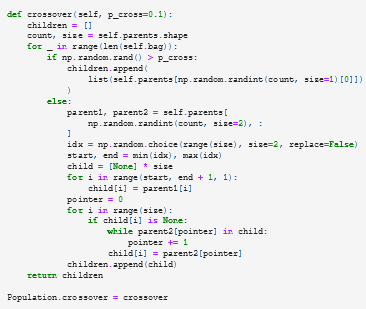 def crossover(self, p_cross=0.1):
    children = []
    count, size = self.parents.shape
    for _ in range(len(self.bag)):
        if np.random.rand() > p_cross:
            children.append(
                list(self.parents[np.random.randint(count, size=1)[0]])
            )
        else:
            parent1, parent2 = self.parents[
                np.random.randint(count, size=2), :
            ]
            idx = np.random.choice(range(size), size=2, replace=False)
            start, end = min(idx), max(idx)
            child = [None] * size
            for i in range(start, end + 1, 1):
                child[i] = parent1[i]
            pointer = 0
            for i in range(size):
                if child[i] is None:
                    while parent2[pointer] in child:
                        pointer += 1
                    child[i] = parent2[pointer]
            children.append(child)
    return children
Population.crossover = crossover